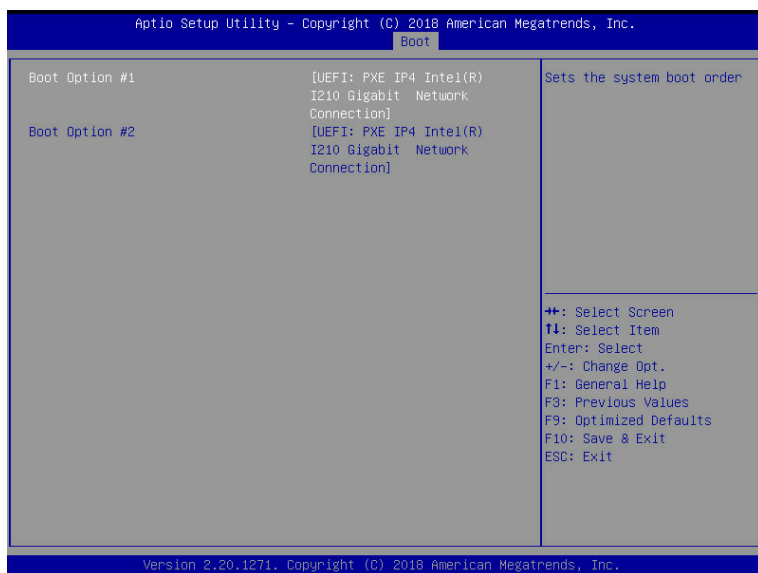 Aptio Setup Utility – Copyright (C) 2018 American Megatrends, Inc.
Boot
Boot Option #1 [UEFI: PXE IP4 Intel(R)
I210 Gigabit Network
Connection]
Boot Option #2 [UEFI: PXE IP4 Intel(R)
I210 Gigabit Network
Connection]
Sets the system boot order
→←: Select Screen
↑↓: Select Item
Enter: Select
+/-: Change Opt.
F1: General Help
F3: Previous Values
F9: Optimized Defaults
F10: Save & Exit
ESC: Exit
Version 2.20.1271. Copyright (C) 2018 American Megatrends, Inc.